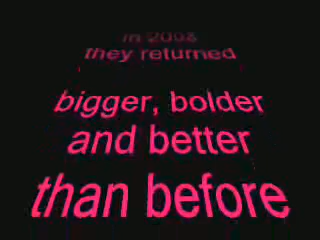 in 2008
they returned
bigger, bolder
and better
than before